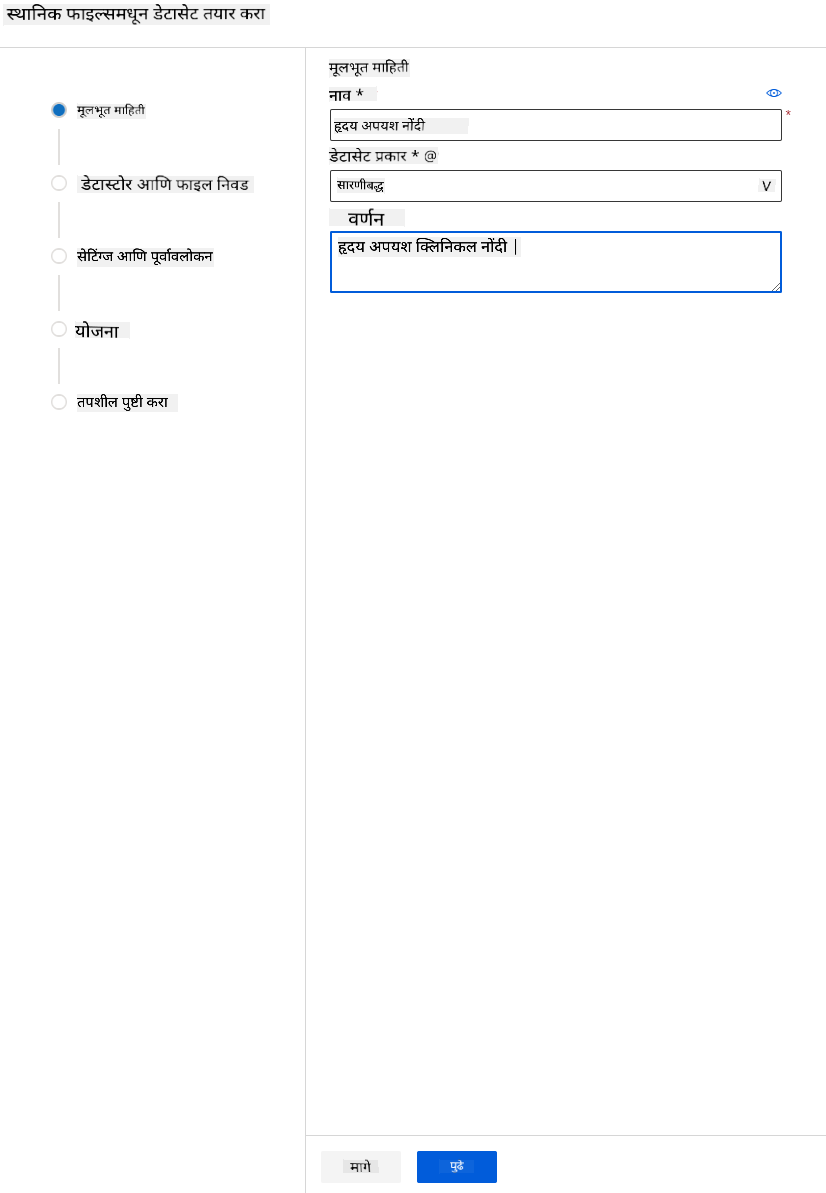 स्थानिक फाइल्समधून डेटासेट तयार करा
मूलभूत माहिती
डेटास्टोर आणि फाइल निवड
सेटिंग्ज आणि पूर्वावलोकन
योजना
तपशील पुष्टी करा
मूलभूत माहिती
नाव *
हृदय अपयश नोंदी
*
डेटासेट प्रकार * @
सारणीबद्ध
V
वर्णन
हृदय अपयश क्लिनिकल नोंदी |
मागे
पुढे